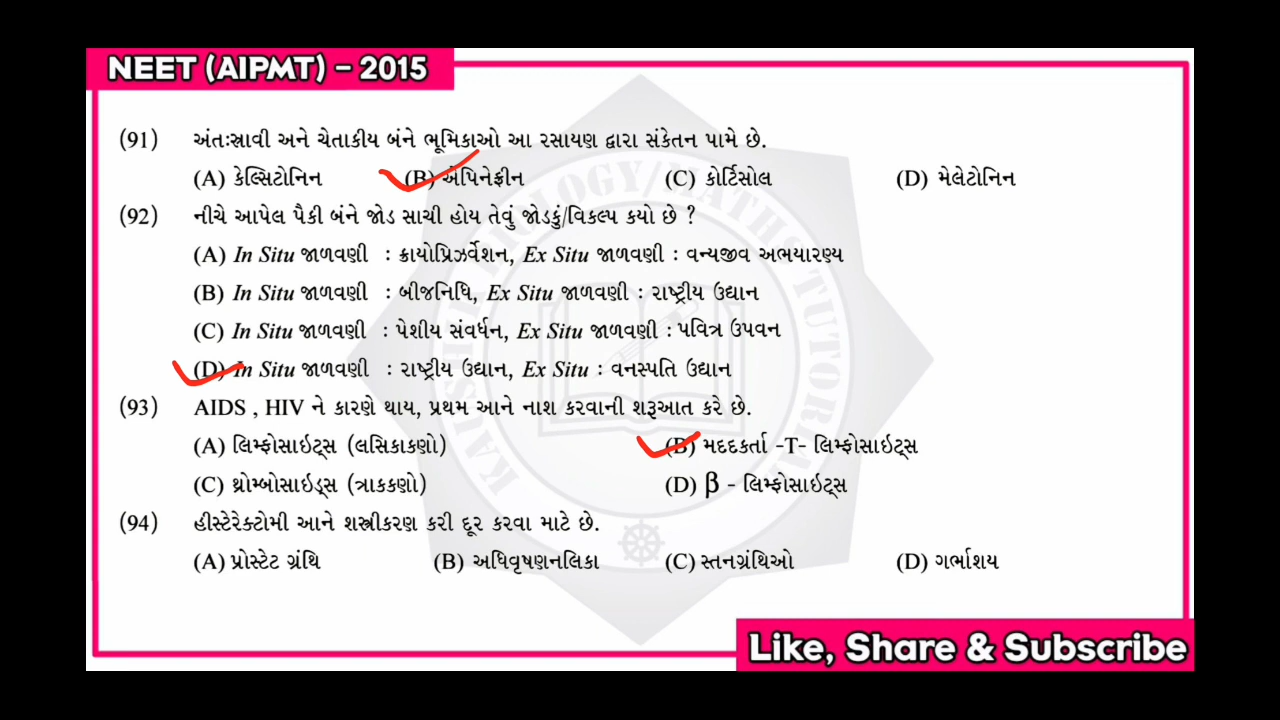 NEET (AIPMT) – 2015
(91) અંતઃસ્રાવી અને ચેતાકીય બંને ભૂમિકાઓ આ રસાયણ દ્વારા સંકેતન પામે છે.
(A) કેલ્સિટોનિન (B) એપિનેફ્રીન (C) કોર્ટિસોલ (D) મેલેટોનિન
(92) નીચે આપેલ પૈકી બંને જોડ સાચી હોય તેવું જોડકું/વિકલ્પ કયો છે ?
(A) In Situ જાળવણી : ક્રાયોપ્રિઝર્વેશન, Ex Situ જાળવણી : વન્યજીવ અભયારણ્ય
(B) In Situ જાળવણી : બીજનિધિ, Ex Situ જાળવણી : રાષ્ટ્રીય ઉદ્યાન
(C) In Situ જાળવણી : પેશીય સંવર્ધન, Ex Situ જાળવણી : પવિત્ર ઉપવન
(D) In Situ જાળવણી : રાષ્ટ્રીય ઉદ્યાન, Ex Situ : વનસ્પતિ ઉદ્યાન
(93) AIDS , HIV ને કારણે થાય, પ્રથમ આને નાશ કરવાની શરૂઆત કરે છે.
(A) લિમ્ફોસાઇટ્સ (લસિકાકણો) (B) મદદકર્તા -T- લિમ્ફોસાઇટ્સ
(C) થ્રોમ્બોસાઇડ્સ (ત્રાકકણો) (D) β - લિમ્ફોસાઇટ્સ
(94) હીસ્ટેરેક્ટોમી આને શસ્ત્રીકરણ કરી દૂર કરવા માટે છે.
(A) પ્રોસ્ટેટ ગ્રંથિ (B) અધિવૃષણનલિકા (C) સ્તનગ્રંથિઓ (D) ગર્ભાશય
Like, Share & Subscribe